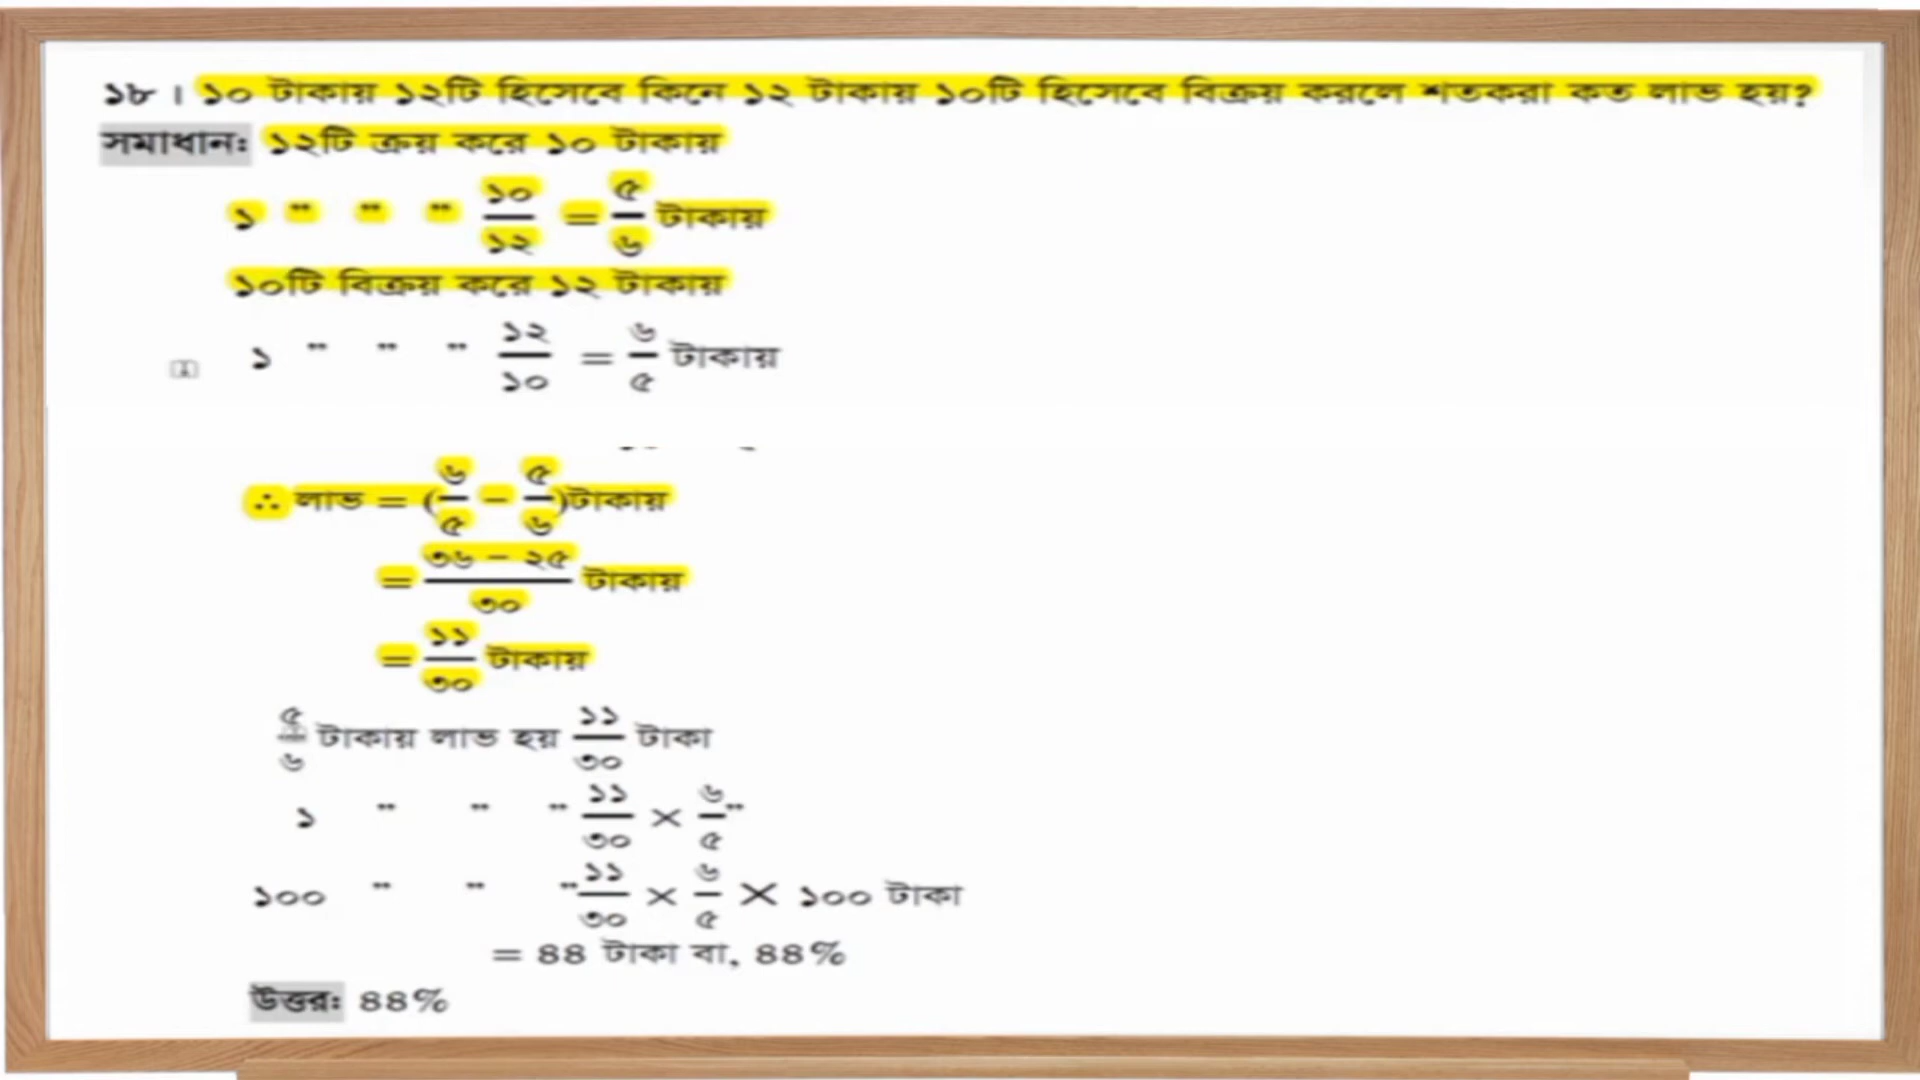 ১৮। ১০ টাকায় ১২টি হিসেবে কিনে ১২ টাকায় ১০টি হিসেবে বিক্রয় করলে শতকরা কত লাভ হয়?
সমাধানঃ ১২টি ক্রয় করে ১০ টাকায়
১ " " " ১০/১২ = ৫/৬ টাকায়
১০টি বিক্রয় করে ১২ টাকায়
১ " " " ১২/১০ = ৬/৫ টাকায়
∴ লাভ = (৬/৫ − ৫/৬)টাকায়
= ৩৬ − ২৫/৩০ টাকায়
= ১১/৩০ টাকায়
৫/৬ টাকায় লাভ হয় ১১/৩০ টাকা
১ " " " ১১/৩০ × ৬/৫ "
১০০ " " " ১১/৩০ × ৬/৫ × ১০০ টাকা
= ৪৪ টাকা বা, ৪৪%
উত্তরঃ ৪৪%